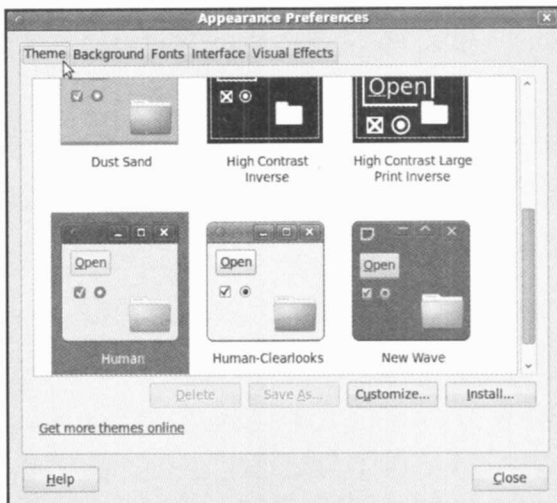 Appearance Preferences
Theme Background Fonts Interface Visual Effects
Open
Dust Sand
High Contrast
Inverse
High Contrast Large
Print Inverse
Open
Open
Open
Human
Human-Clearlooks
New Wave
Delete
Save As...
Customize...
Install...
Get more themes online
Help
Close